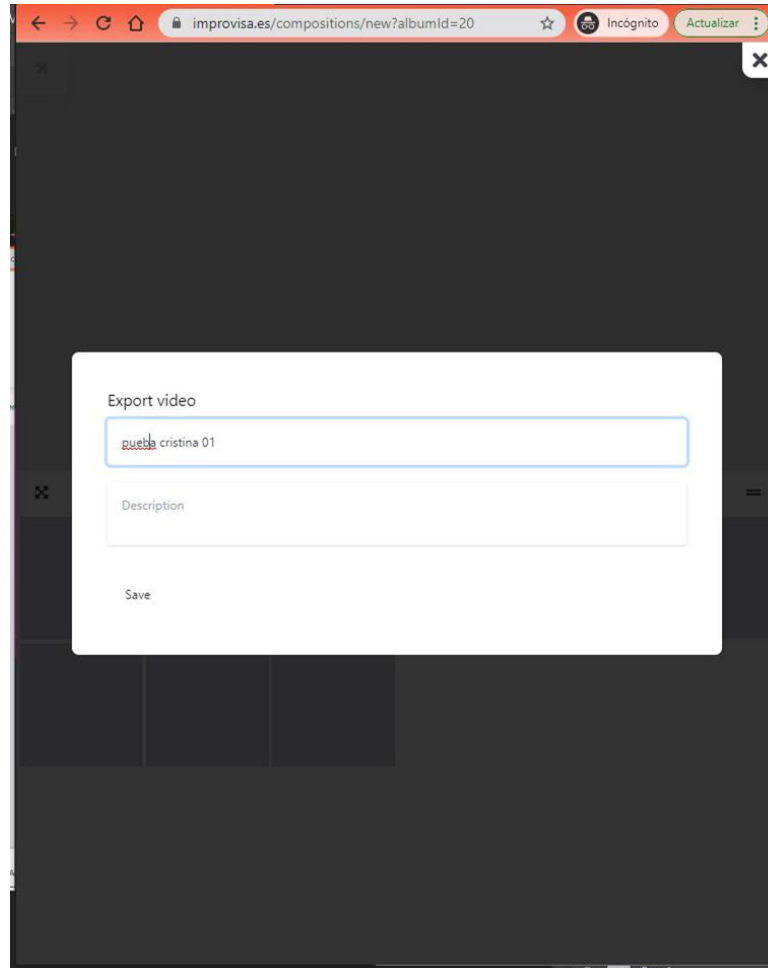 improvisa.es/compositions/new?albumId=20
Incógnito
Actualizar
Export video
pueba cristina 01
Description
Save